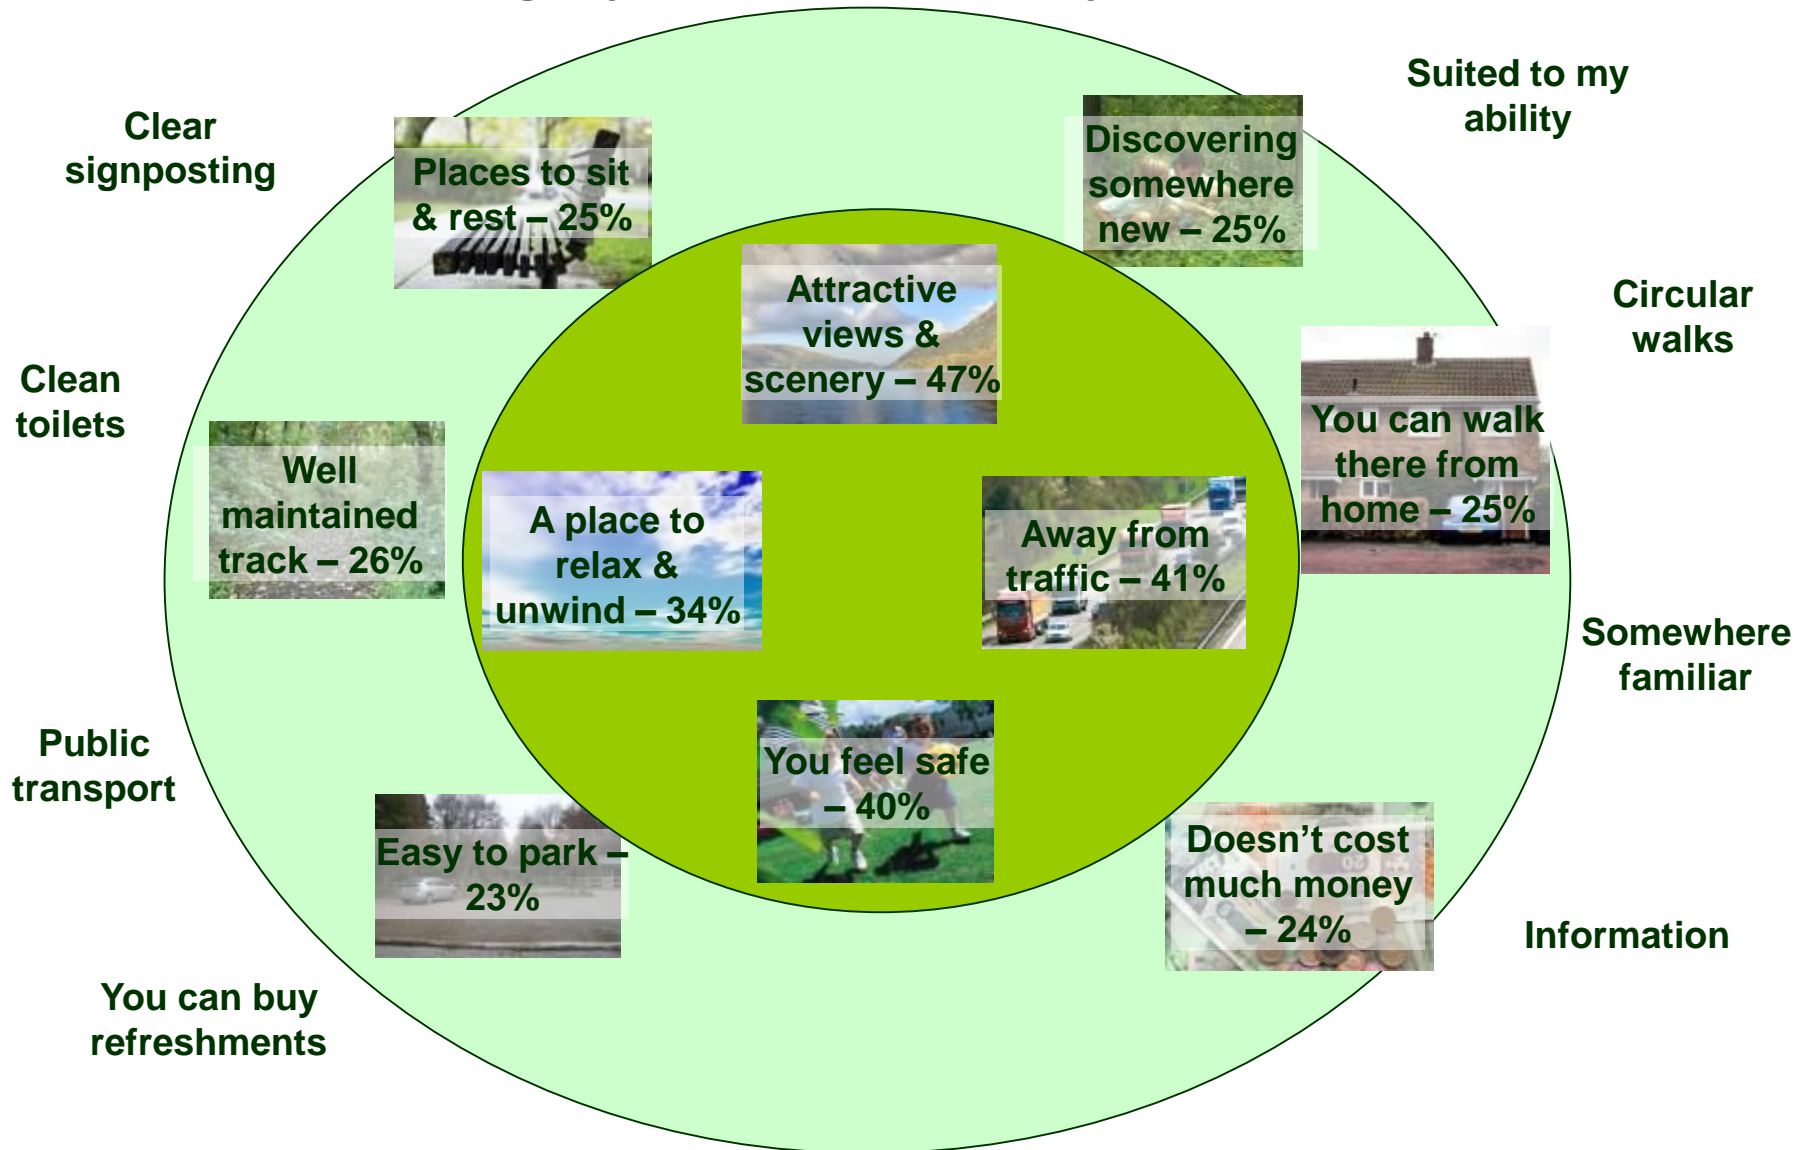 Suited to my
ability
Clear
signposting
Places to sit
& rest – 25%
Discovering
somewhere
new – 25%
Attractive
views &
scenery – 47%
Circular
walks
Clean
toilets
You can walk
there from
home – 25%
Well
maintained
track – 26%
A place to
relax &
unwind – 34%
Away from
traffic – 41%
Somewhere
familiar
Public
transport
You feel safe
– 40%
Easy to park –
23%
Doesn’t cost
much money
– 24%
Information
You can buy
refreshments